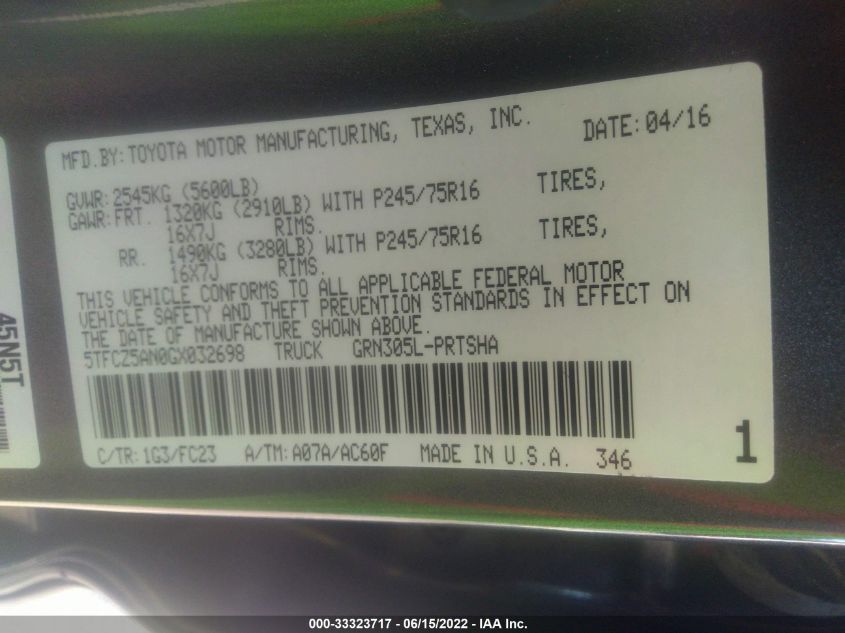 MFD.BY:TOYOTA MOTOR MANUFACTURING, TEXAS, INC. DATE:04/16
GVWR:2545KG (5600LB)
GAWR:FRT. 1320KG (2910LB) WITH P245/75R16 TIRES,
16X7J RIMS.
RR. 1490KG (3280LB) WITH P245/75R16 TIRES,
16X7J RIMS.
THIS VEHICLE CONFORMS TO ALL APPLICABLE FEDERAL MOTOR
VEHICLE SAFETY AND THEFT PREVENTION STANDARDS IN EFFECT ON
THE DATE OF MANUFACTURE SHOWN ABOVE.
5TFCZ5AN0GX032698 TRUCK GRN305L-PRTSHA
C/TR:1G3/FC23 A/TM:A07A/AC60F MADE IN U.S.A. 346
1
45N5T
000-33323717 - 06/15/2022 - IAA Inc.